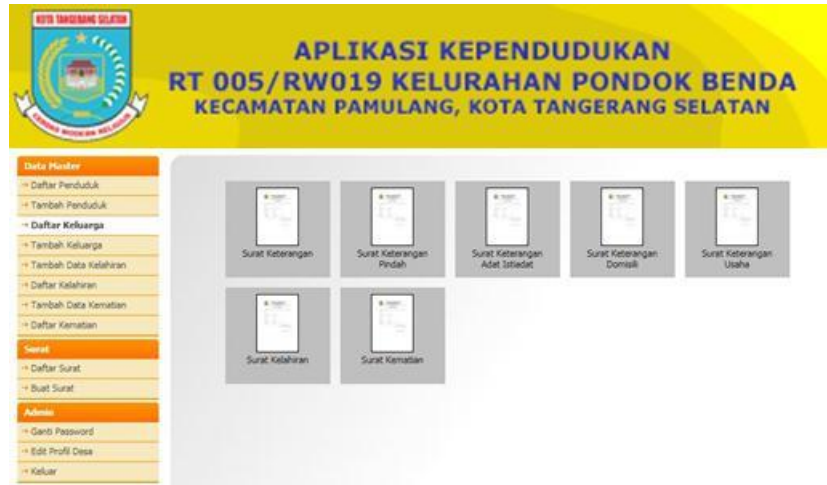 KOTA TANGERANG SELATAN
CERDAS MODERN RELIGIUS
APLIKASI KEPENDUDUKAN
RT 005/RW019 KELURAHAN PONDOK BENDA
KECAMATAN PAMULANG, KOTA TANGERANG SELATAN
Data Master
Daftar Penduduk
Tambah Penduduk
Daftar Keluarga
Tambah Keluarga
Tambah Data Kelahiran
Daftar Kelahiran
Tambah Data Kematian
Daftar Kematian
Surat
Daftar Surat
Buat Surat
Admin
Ganti Password
Edit Profil Desa
Keluar
Surat Keterangan
Surat Keterangan
Pindah
Surat Keterangan
Adat Istiadat
Surat Keterangan
Domisili
Surat Keterangan
Usaha
Surat Kelahiran
Surat Kematian